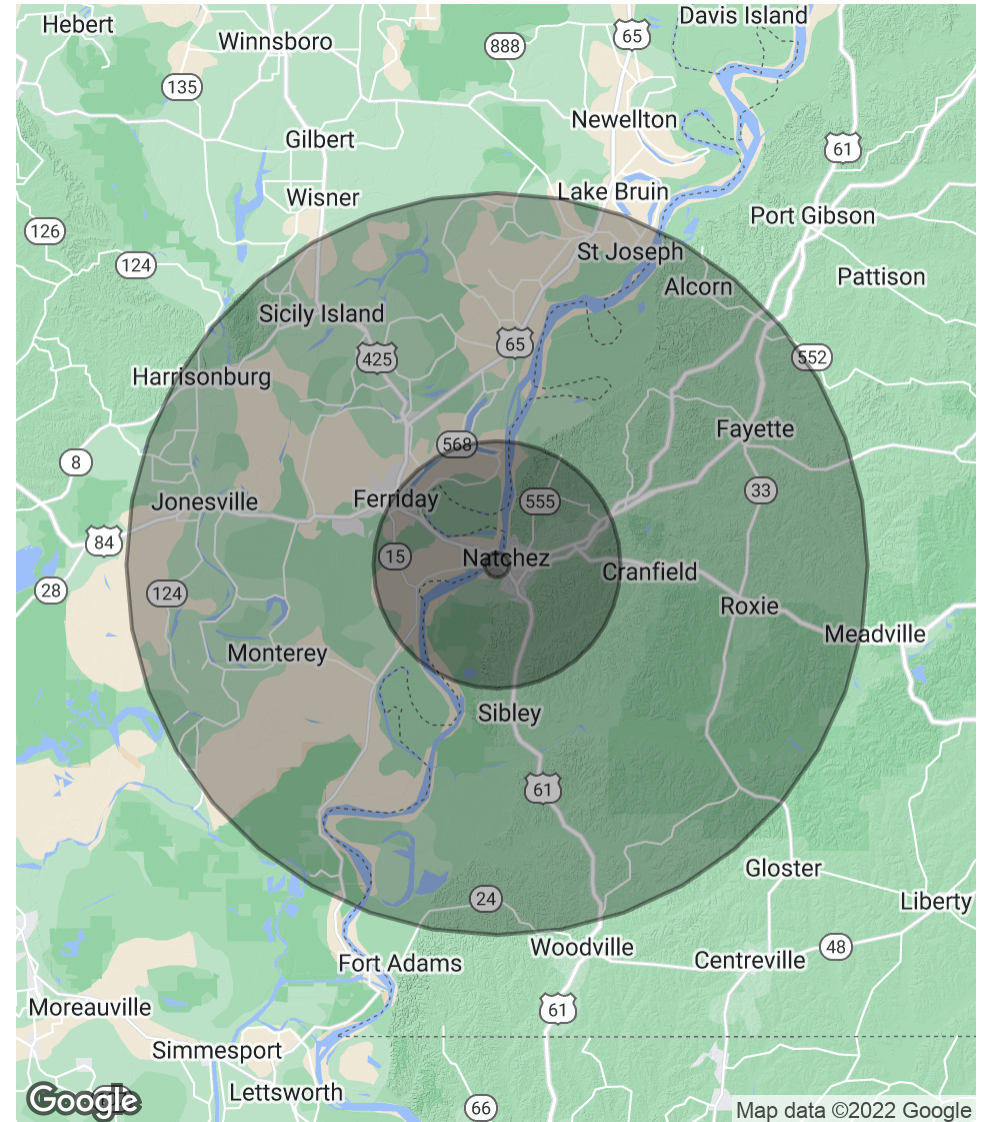 Davis Island
Hebert
65
Winnsboro
888
135
Newellton
Gilbert
61
Lake Bruin
Wisner
Port Gibson
126
St Joseph
124
Pattison
Alcorn
Sicily Island
65
425
552
Harrisonburg
Fayette
568
8
33
Ferriday
Jonesville
555
84
15
Natchez
Cranfield
28
124
Roxie
Meadville
Monterey
Sibley
61
Gloster
24
Liberty
Woodville
48
Centreville
Fort Adams
Moreauville
61
Simmesport
Lettsworth
Google
66
Map data ©2022 Google